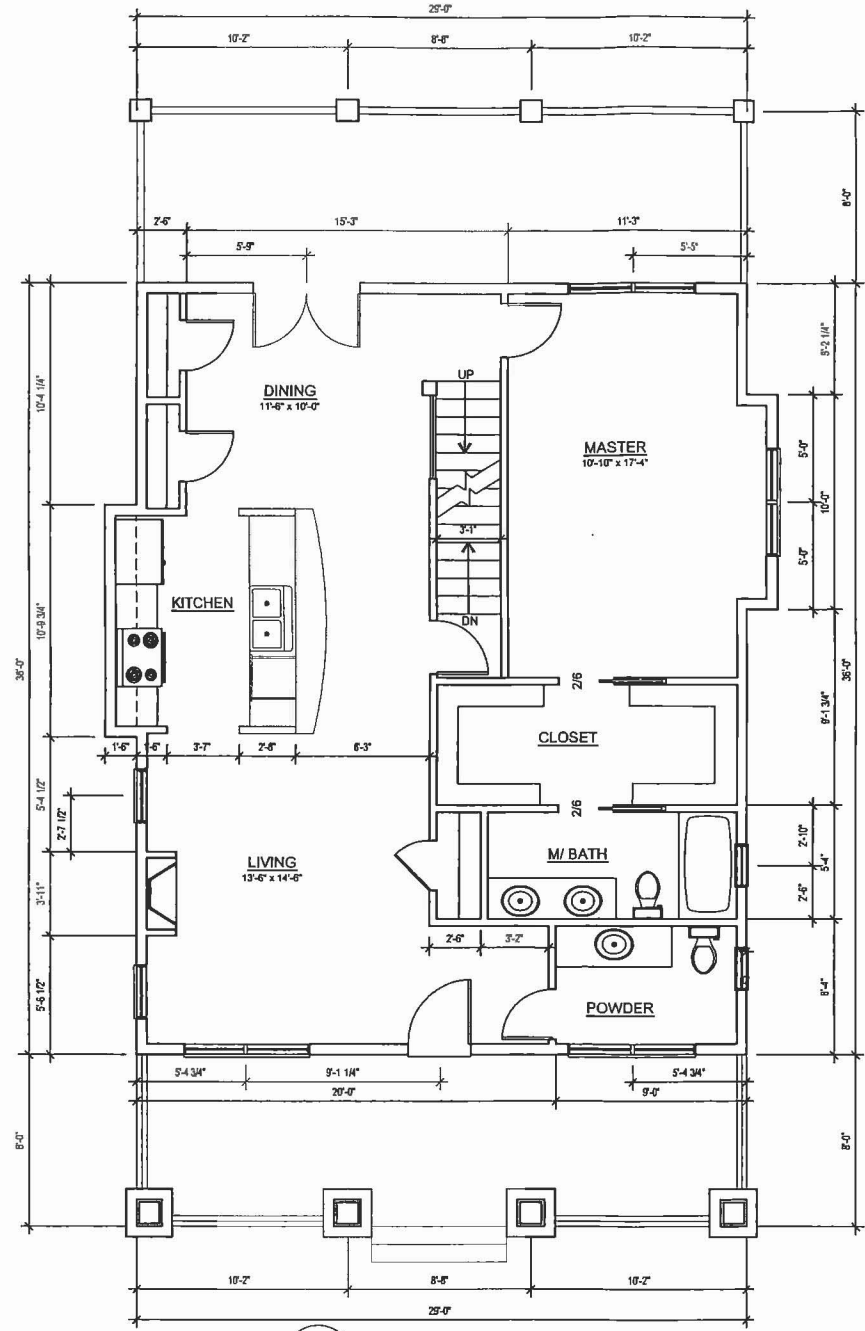 29'-0"
10'-2" 8'-8" 10'-2"
8'-0"
2'-6" 15'-3" 11'-3"
5'-9" 5'-5"
5'-2 1/4"
10'-4 1/4"
UP
DINING
11'-6" x 10'-0"
MASTER
10'-10" x 17'-4"
5'-0"
10'-0"
3'-1"
5'-0"
KITCHEN
DN
10'-9 3/4"
36'-0"
36'-0"
2/6
9'-1 3/4"
CLOSET
1'-6" 1'-6" 3'-7" 2'-8" 6'-3"
5'-4 1/2"
2'-7 1/2"
2/6
2'-10"
LIVING
13'-6" x 14'-6"
M/ BATH
5'-4"
3'-11"
2'-6"
2'-6" 3'-2"
5'-6 1/2"
6'-4"
POWDER
5'-4 3/4" 9'-1 1/4" 5'-4 3/4"
20'-0" 9'-0"
8'-0"
8'-0"
10'-2" 8'-8" 10'-2"
29'-0"